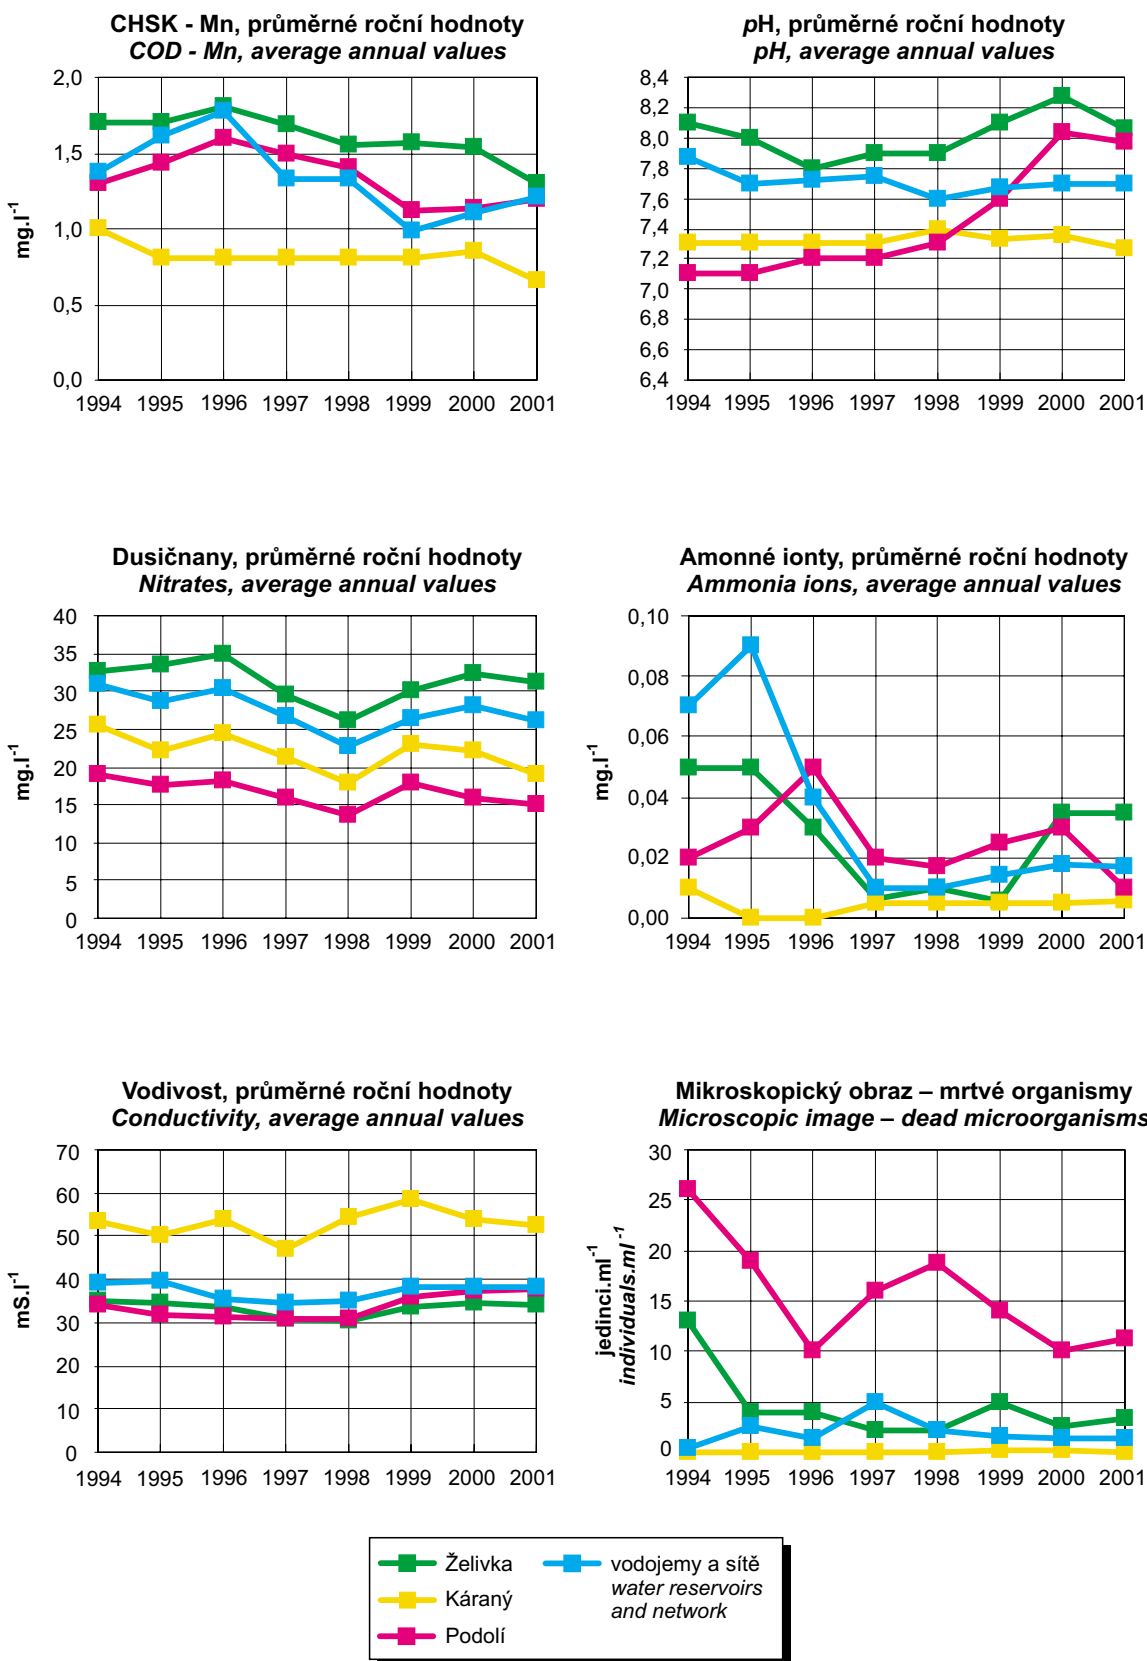 CHSK - Mn, průměrné roční hodnoty
COD - Mn, average annual values
2,0
1,5
1,0
0,5
0,0
mg.l⁻¹
1994 1995 1996 1997 1998 1999 2000 2001
pH, průměrné roční hodnoty
pH, average annual values
8,4
8,2
8,0
7,8
7,6
7,4
7,2
7,0
6,8
6,6
6,4
1994 1995 1996 1997 1998 1999 2000 2001
Dusičnany, průměrné roční hodnoty
Nitrates, average annual values
40
35
30
25
20
15
10
5
0
mg.l⁻¹
1994 1995 1996 1997 1998 1999 2000 2001
Amonné ionty, průměrné roční hodnoty
Ammonia ions, average annual values
0,10
0,08
0,06
0,04
0,02
0,00
mg.l⁻¹
1994 1995 1996 1997 1998 1999 2000 2001
Vodivost, průměrné roční hodnoty
Conductivity, average annual values
70
60
50
40
30
20
10
0
mS.l⁻¹
1994 1995 1996 1997 1998 1999 2000 2001
Mikroskopický obraz – mrtvé organismy
Microscopic image – dead microorganisms
30
25
20
15
10
5
0
jedinci.ml⁻¹
individuals.ml⁻¹
1994 1995 1996 1997 1998 1999 2000 2001
Želivka
Káraný
Podolí
vodojemy a sítě
water reservoirs
and network